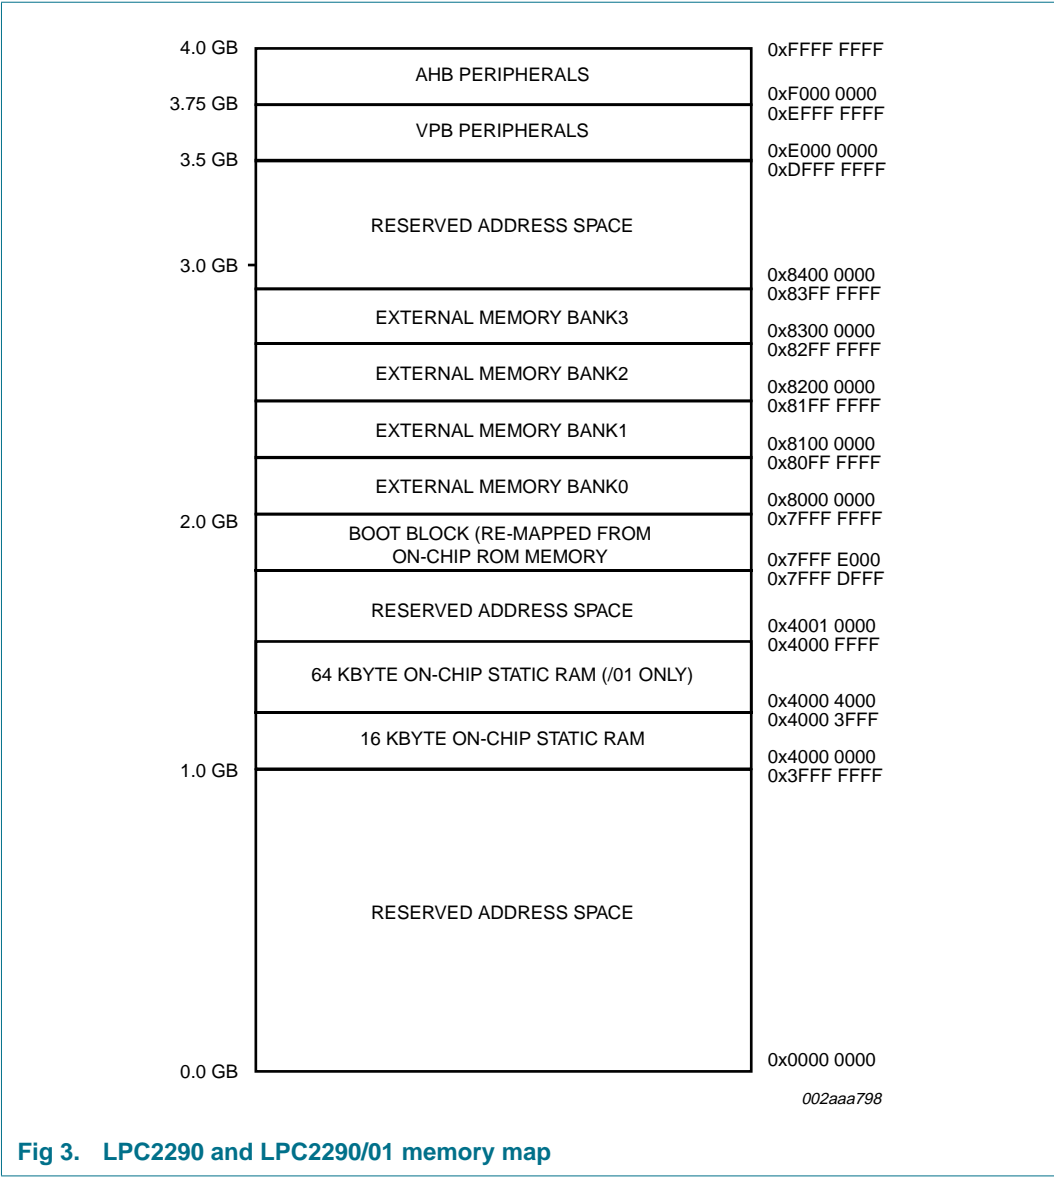 4.0 GB
AHB PERIPHERALS
0xFFFF FFFF
3.75 GB
0xF000 0000
0xEFFF FFFF
VPB PERIPHERALS
3.5 GB
0xE000 0000
0xDFFF FFFF
RESERVED ADDRESS SPACE
3.0 GB
0x8400 0000
0x83FF FFFF
EXTERNAL MEMORY BANK3
0x8300 0000
0x82FF FFFF
EXTERNAL MEMORY BANK2
0x8200 0000
0x81FF FFFF
EXTERNAL MEMORY BANK1
0x8100 0000
0x80FF FFFF
EXTERNAL MEMORY BANK0
0x8000 0000
2.0 GB
0x7FFF FFFF
BOOT BLOCK (RE-MAPPED FROM
ON-CHIP ROM MEMORY
0x7FFF E000
0x7FFF DFFF
RESERVED ADDRESS SPACE
0x4001 0000
0x4000 FFFF
64 KBYTE ON-CHIP STATIC RAM (/01 ONLY)
0x4000 4000
0x4000 3FFF
16 KBYTE ON-CHIP STATIC RAM
0x4000 0000
1.0 GB
0x3FFF FFFF
RESERVED ADDRESS SPACE
0x0000 0000
0.0 GB
002aaa798
Fig 3. LPC2290 and LPC2290/01 memory map